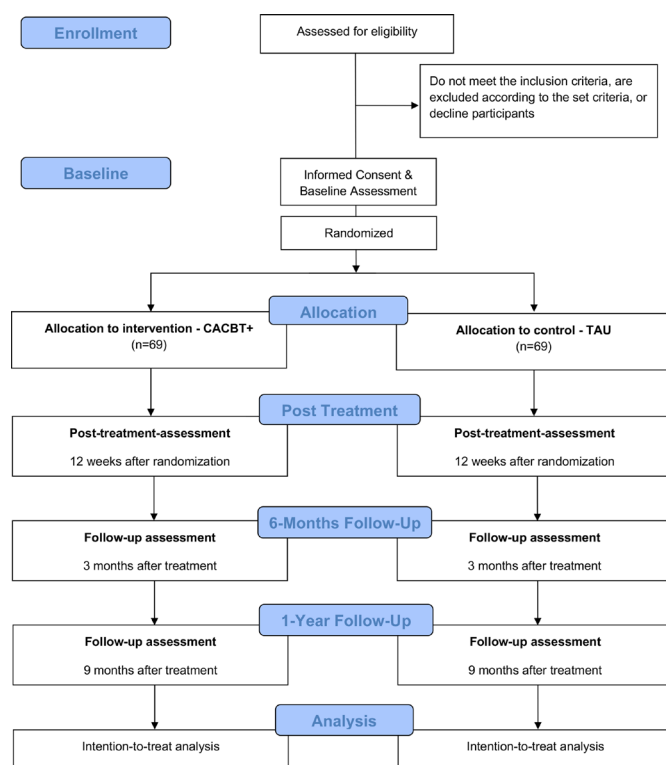 Enrollment
Assessed for eligibility
Do not meet the inclusion criteria, are
excluded according to the set criteria, or
decline participants
Baseline
Informed Consent &
Baseline Assessment
Randomized
Allocation
Allocation to intervention - CACBT+
(n=69)
Allocation to control - TAU
(n=69)
Post Treatment
Post-treatment-assessment
12 weeks after randomization
Post-treatment-assessment
12 weeks after randomization
6-Months Follow-Up
Follow-up assessment
3 months after treatment
Follow-up assessment
3 months after treatment
1-Year Follow-Up
Follow-up assessment
9 months after treatment
Follow-up assessment
9 months after treatment
Analysis
Intention-to-treat analysis
Intention-to-treat analysis